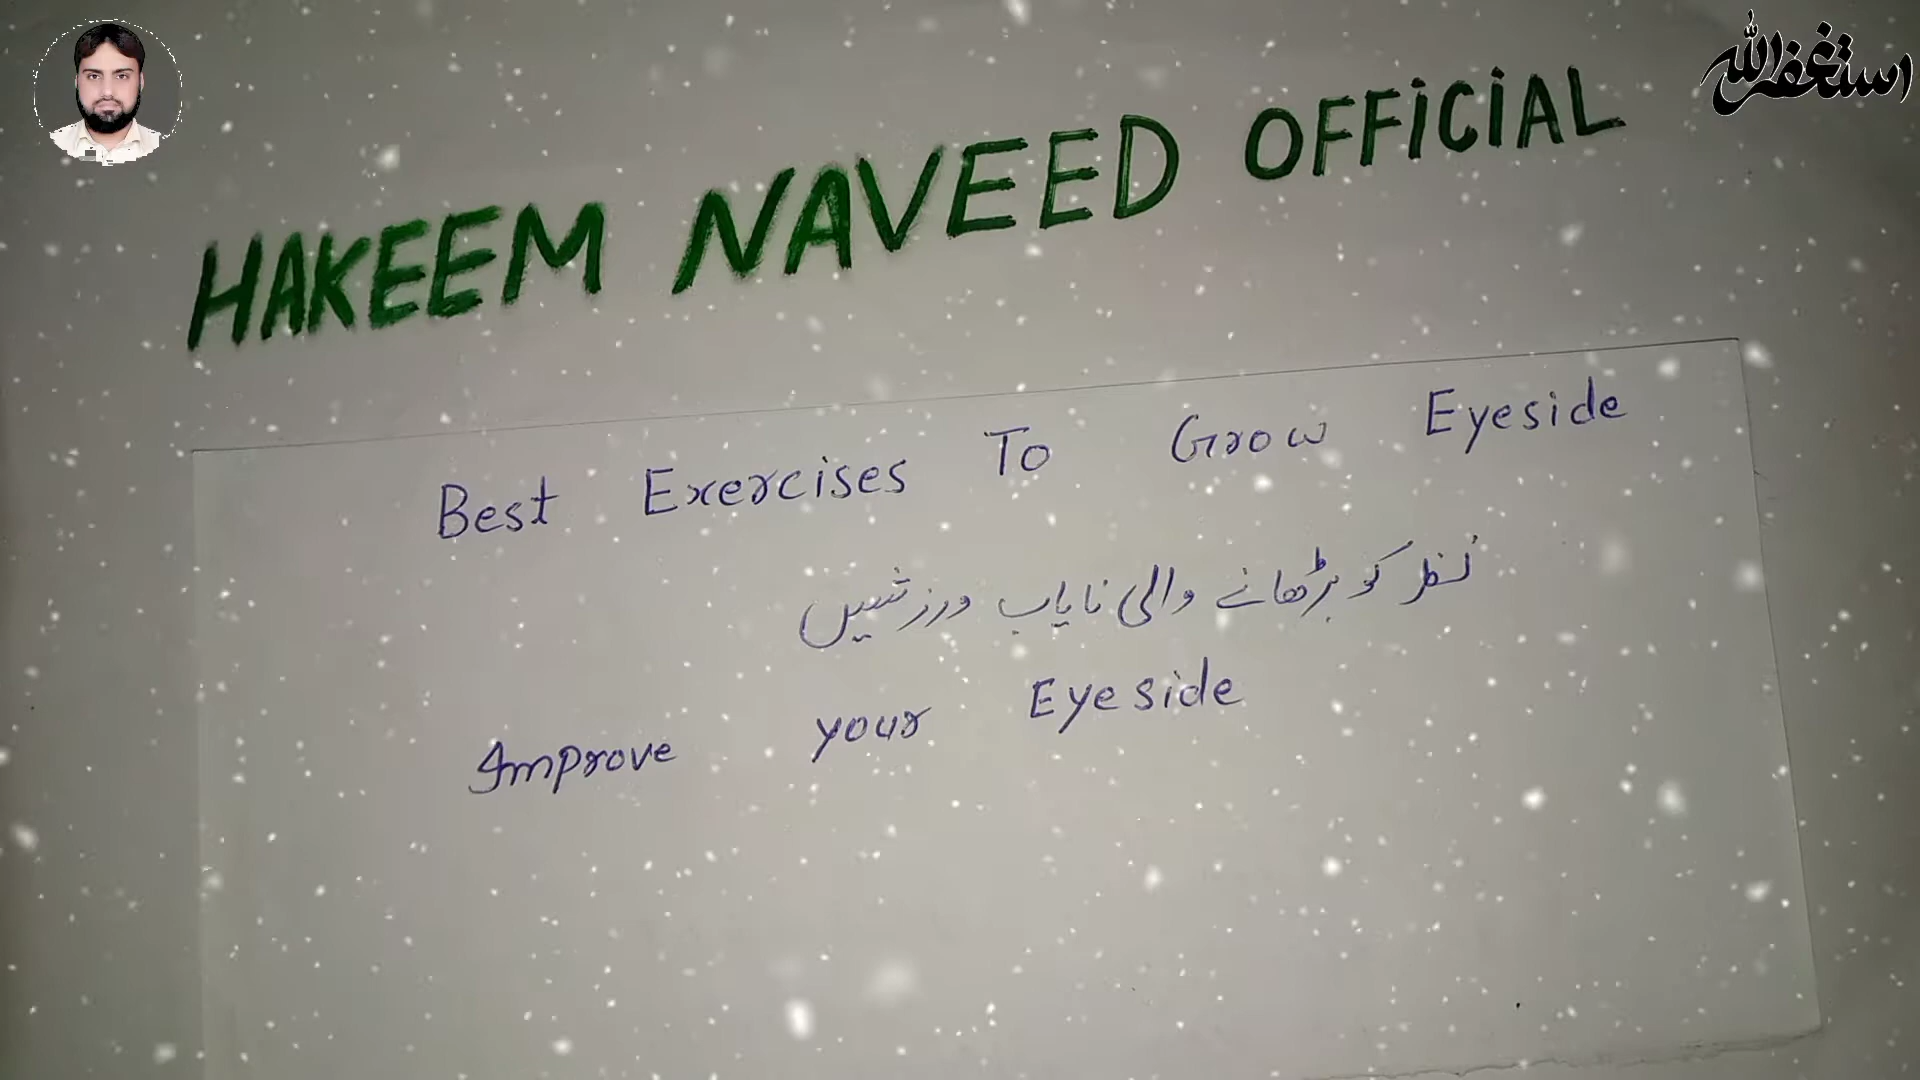 استغفراللہ
HAKEEM NAVEED OFFiCiAL
Best Exercises To Grow Eyeside
نظر کو بڑھانے والی نایاب ورزشیں
Improve your Eyeside